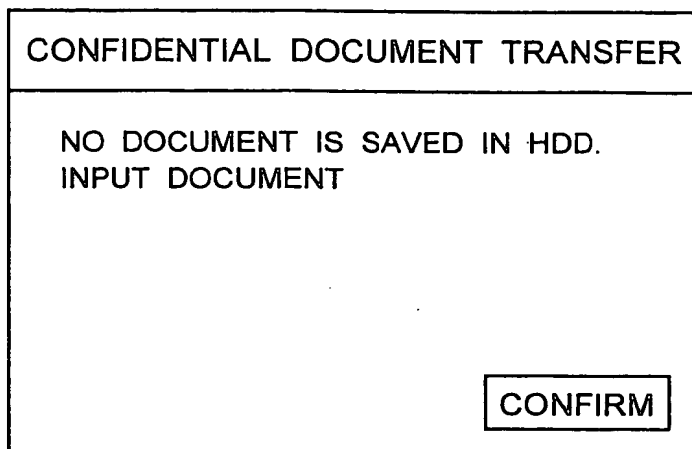 CONFIDENTIAL DOCUMENT TRANSFER
NO DOCUMENT IS SAVED IN HDD.
INPUT DOCUMENT
CONFIRM